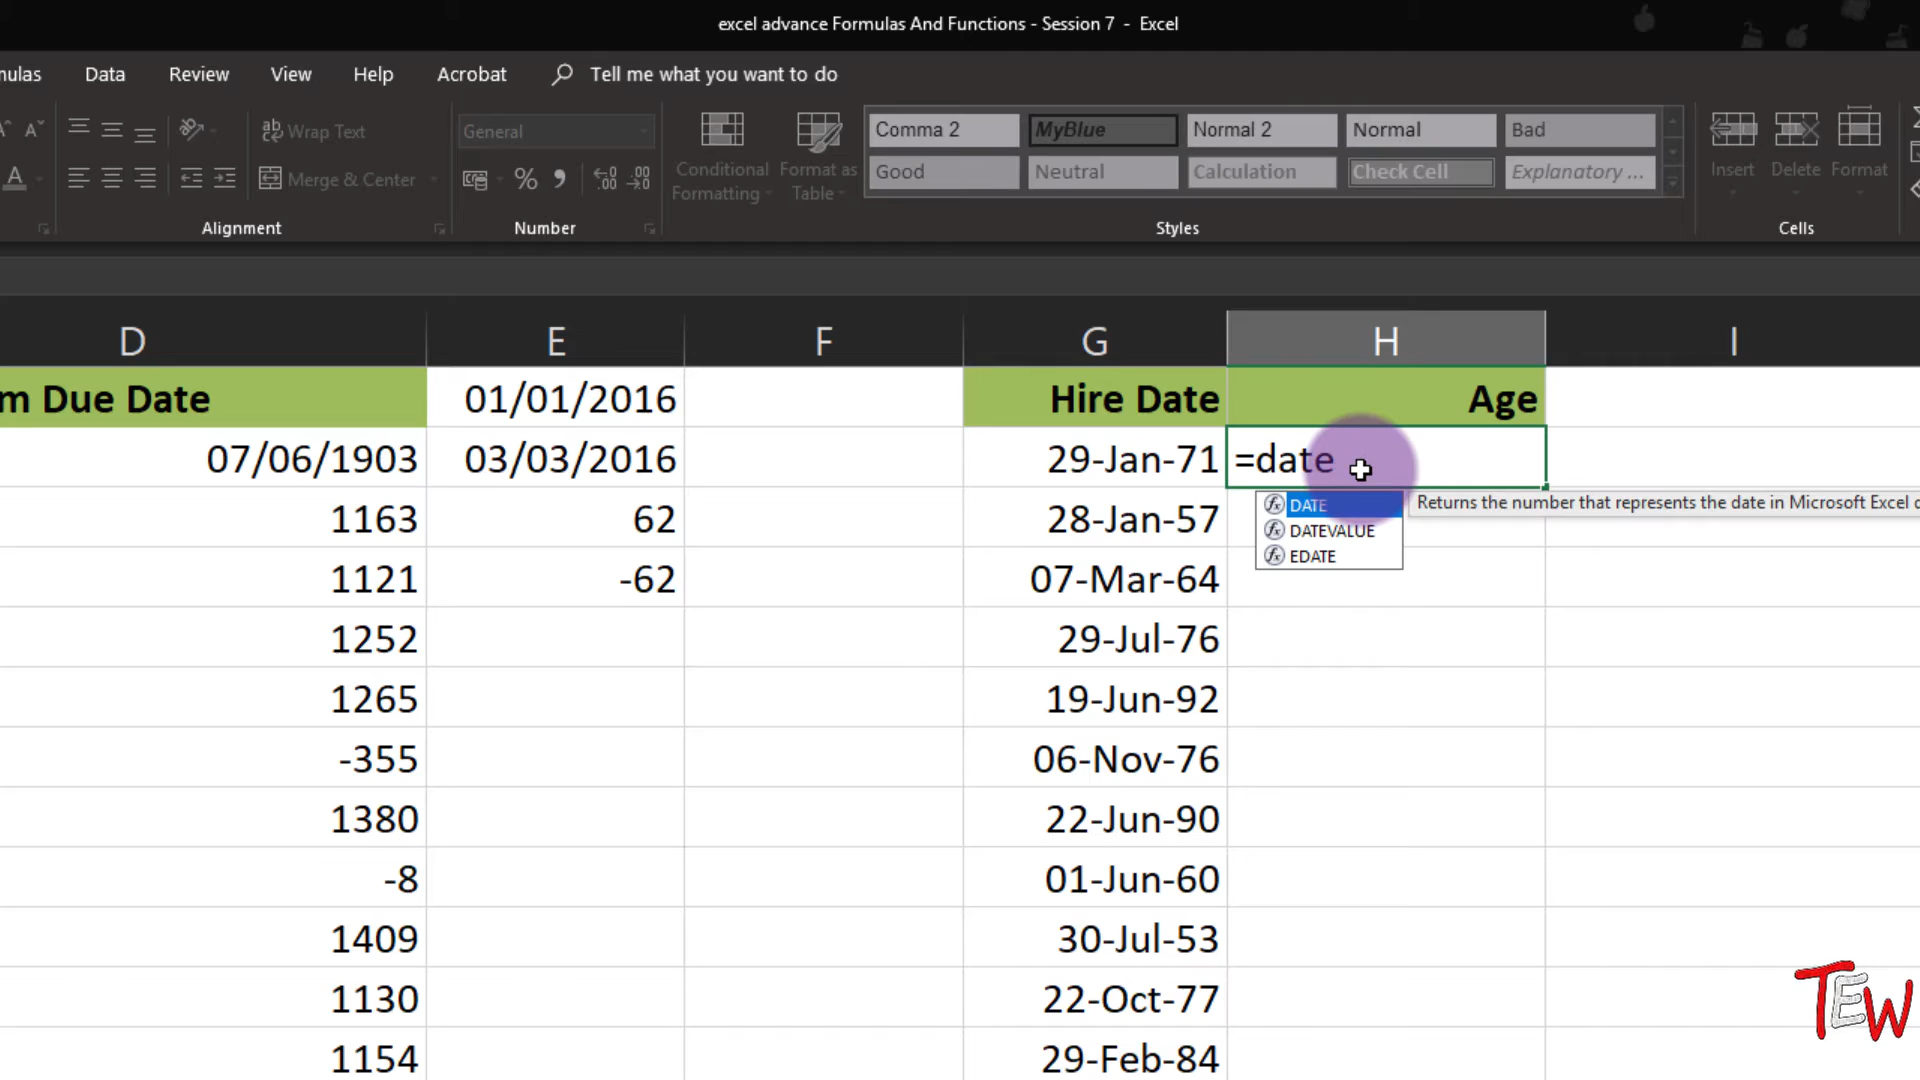 excel advance Formulas And Functions - Session 7 - Excel
mulas Data Review View Help Acrobat Tell me what you want to do
Wrap Text General Conditional Formatting Format as Table Comma 2 MyBlue Normal 2 Normal Bad Insert Delete Format
Merge & Center Good Neutral Calculation Check Cell Explanatory ...
Alignment Number Styles Cells
D E F G H I
m Due Date 01/01/2016 Hire Date Age
07/06/1903 03/03/2016 29-Jan-71 =date
DATE Returns the number that represents the date in Microsoft Excel
1163 62 28-Jan-57 DATEVALUE
EDATE
1121 -62 07-Mar-64
1252 29-Jul-76
1265 19-Jun-92
-355 06-Nov-76
1380 22-Jun-90
-8 01-Jun-60
1409 30-Jul-53
1130 22-Oct-77
1154 29-Feb-84
TEW